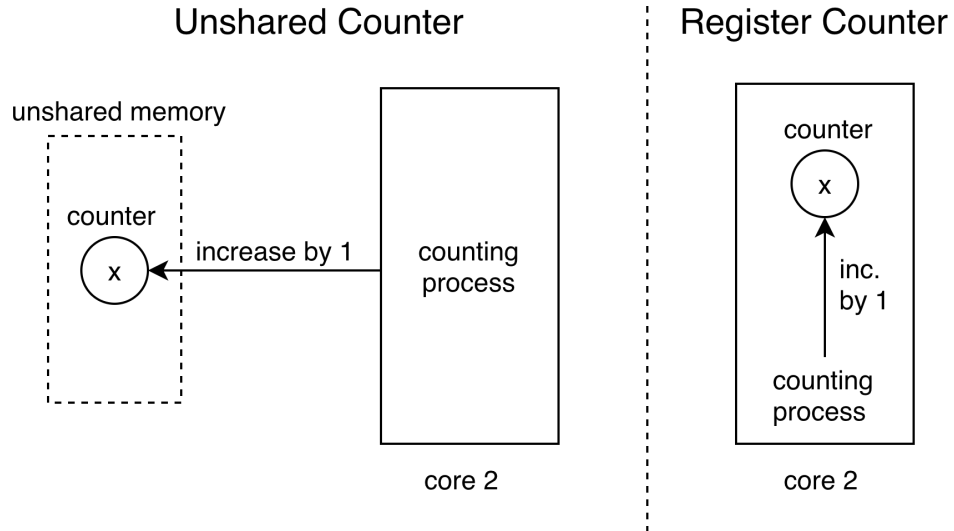 Unshared Counter
unshared memory
counter
x
increase by 1
counting
process
core 2
Register Counter
counter
x
inc.
by 1
counting
process
core 2